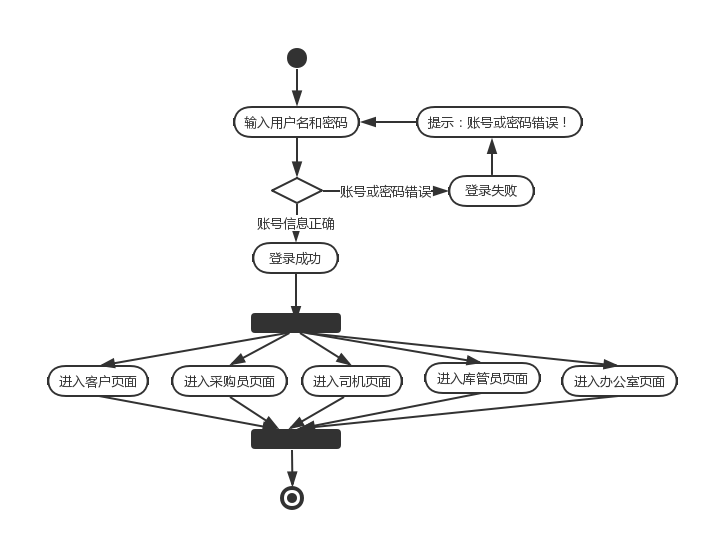 输入用户名和密码
提示：账号或密码错误！
账号或密码错误
登录失败
账号信息正确
登录成功
进入客户页面
进入采购员页面
进入司机页面
进入库管员页面
进入办公室页面